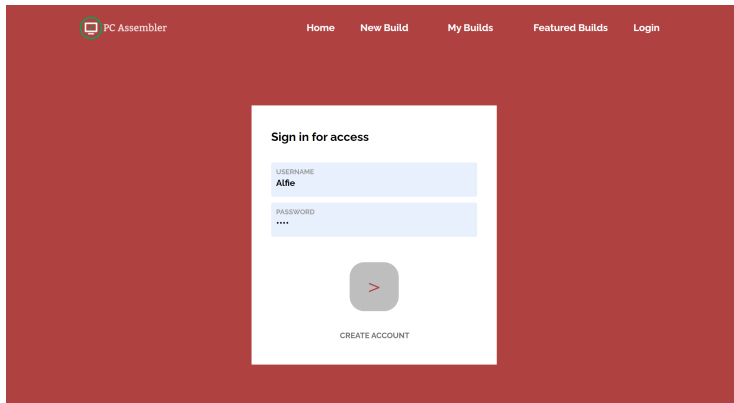 PC Assembler
Home New Build My Builds Featured Builds Login
Sign in for access
USERNAME
Alfie
PASSWORD
••••
>
CREATE ACCOUNT